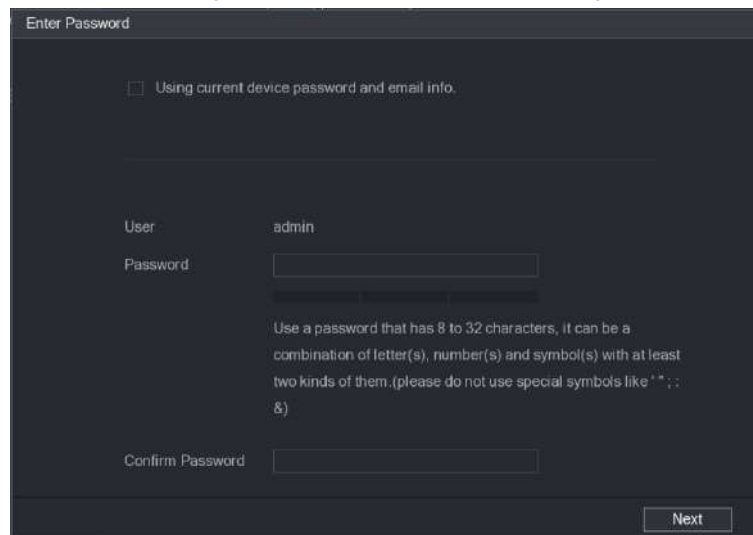 Enter Password
Using current device password and email info.
User admin
Password
Use a password that has 8 to 32 characters, it can be a
combination of letter(s), number(s) and symbol(s) with at least
two kinds of them.(please do not use special symbols like ' " ; :
&)
Confirm Password
Next